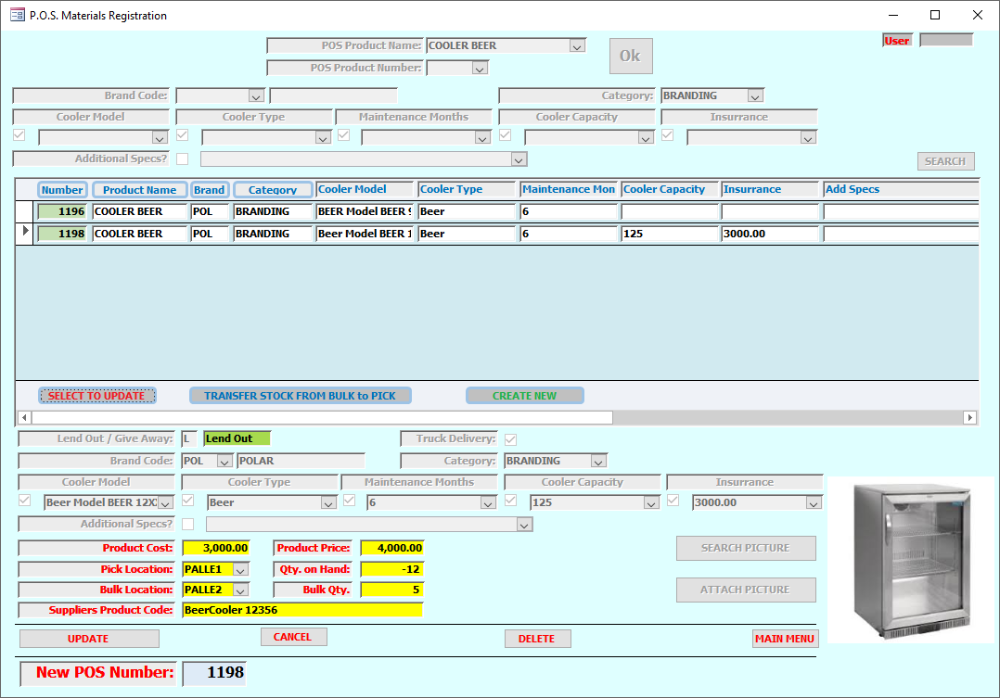 P.O.S. Materials Registration
User
POS Product Name: COOLER BEER
Ok
POS Product Number:
Brand Code: Category: BRANDING
Cooler Model Cooler Type Maintenance Months Cooler Capacity Insurrance
Additional Specs?
SEARCH
Number Product Name Brand Category Cooler Model Cooler Type Maintenance Mon Cooler Capacity Insurrance Add Specs
1196 COOLER BEER POL BRANDING BEER Model BEER 9 Beer 6
1198 COOLER BEER POL BRANDING Beer Model BEER 1 Beer 6 125 3000.00
SELECT TO UPDATE TRANSFER STOCK FROM BULK to PICK CREATE NEW
Lend Out / Give Away: L Lend Out Truck Delivery:
Brand Code: POL POLAR Category: BRANDING
Cooler Model Cooler Type Maintenance Months Cooler Capacity Insurrance
Beer Model BEER 12X Beer 6 125 3000.00
Additional Specs?
Product Cost: 3,000.00 Product Price: 4,000.00
SEARCH PICTURE
Pick Location: PALLE1 Qty. on Hand: -12
Bulk Location: PALLE2 Bulk Qty. 5
ATTACH PICTURE
Suppliers Product Code: BeerCooler 12356
UPDATE CANCEL DELETE MAIN MENU
New POS Number: 1198